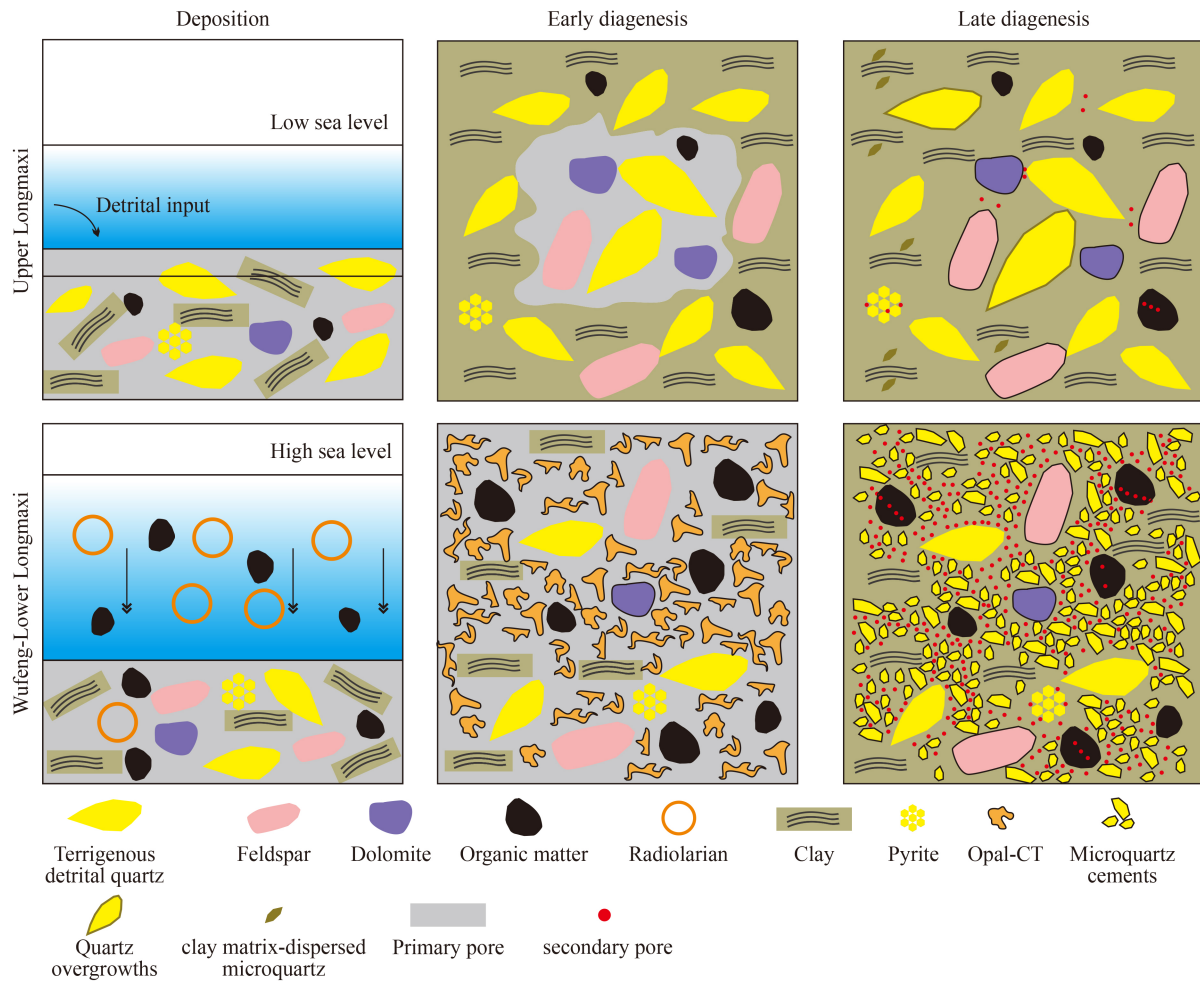 Deposition
Early diagenesis
Late diagenesis
Upper Longmaxi
Low sea level
Detrital input
Wufeng-Lower Longmaxi
High sea level
Terrigenous
detrital quartz
Feldspar
Dolomite
Organic matter
Radiolarian
Clay
Pyrite
Opal-CT
Microquartz
cements
Quartz
overgrowths
clay matrix-dispersed
microquartz
Primary pore
secondary pore